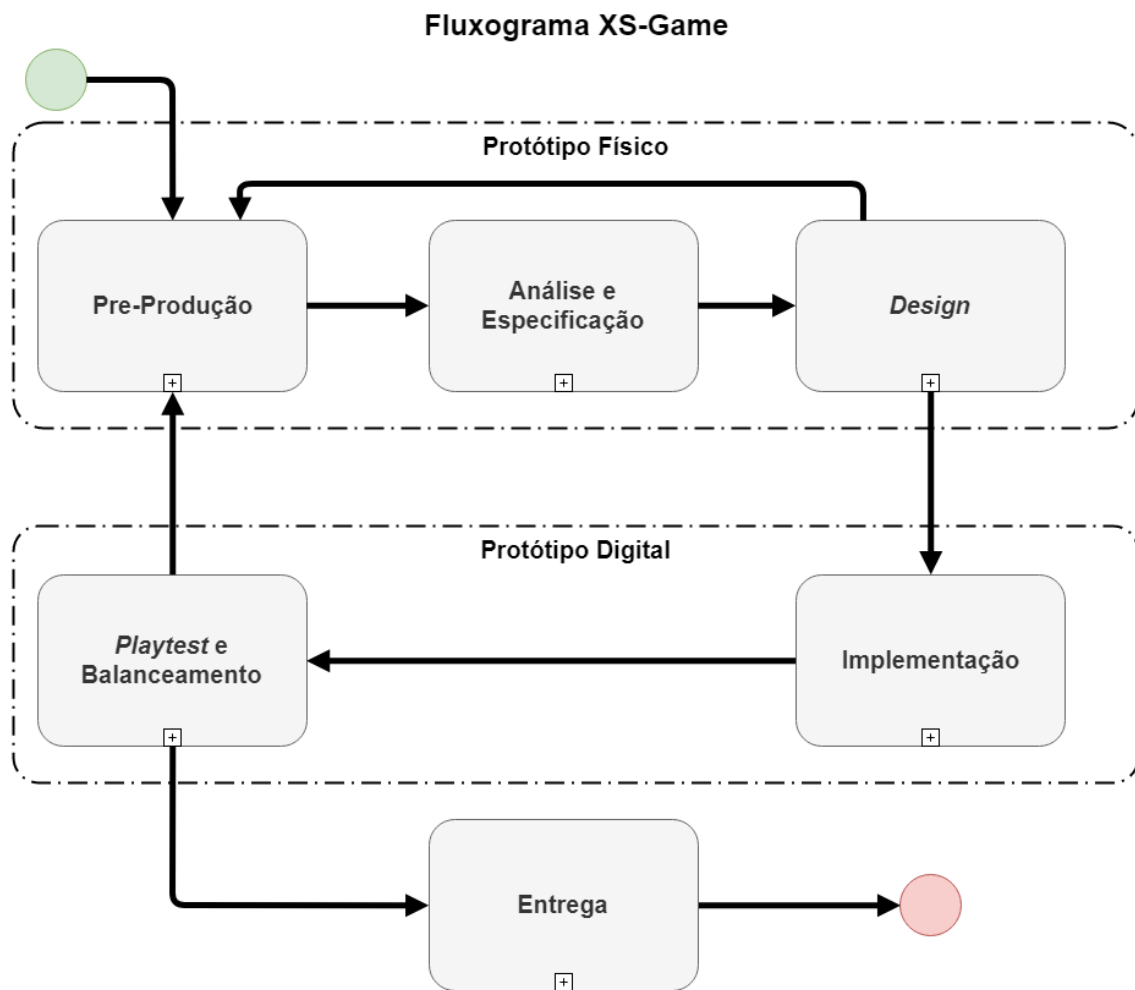 Fluxograma XS-Game
Protótipo Físico
Pre-Produção
Análise e
Especificação
Design
Protótipo Digital
Playtest e
Balanceamento
Implementação
Entrega